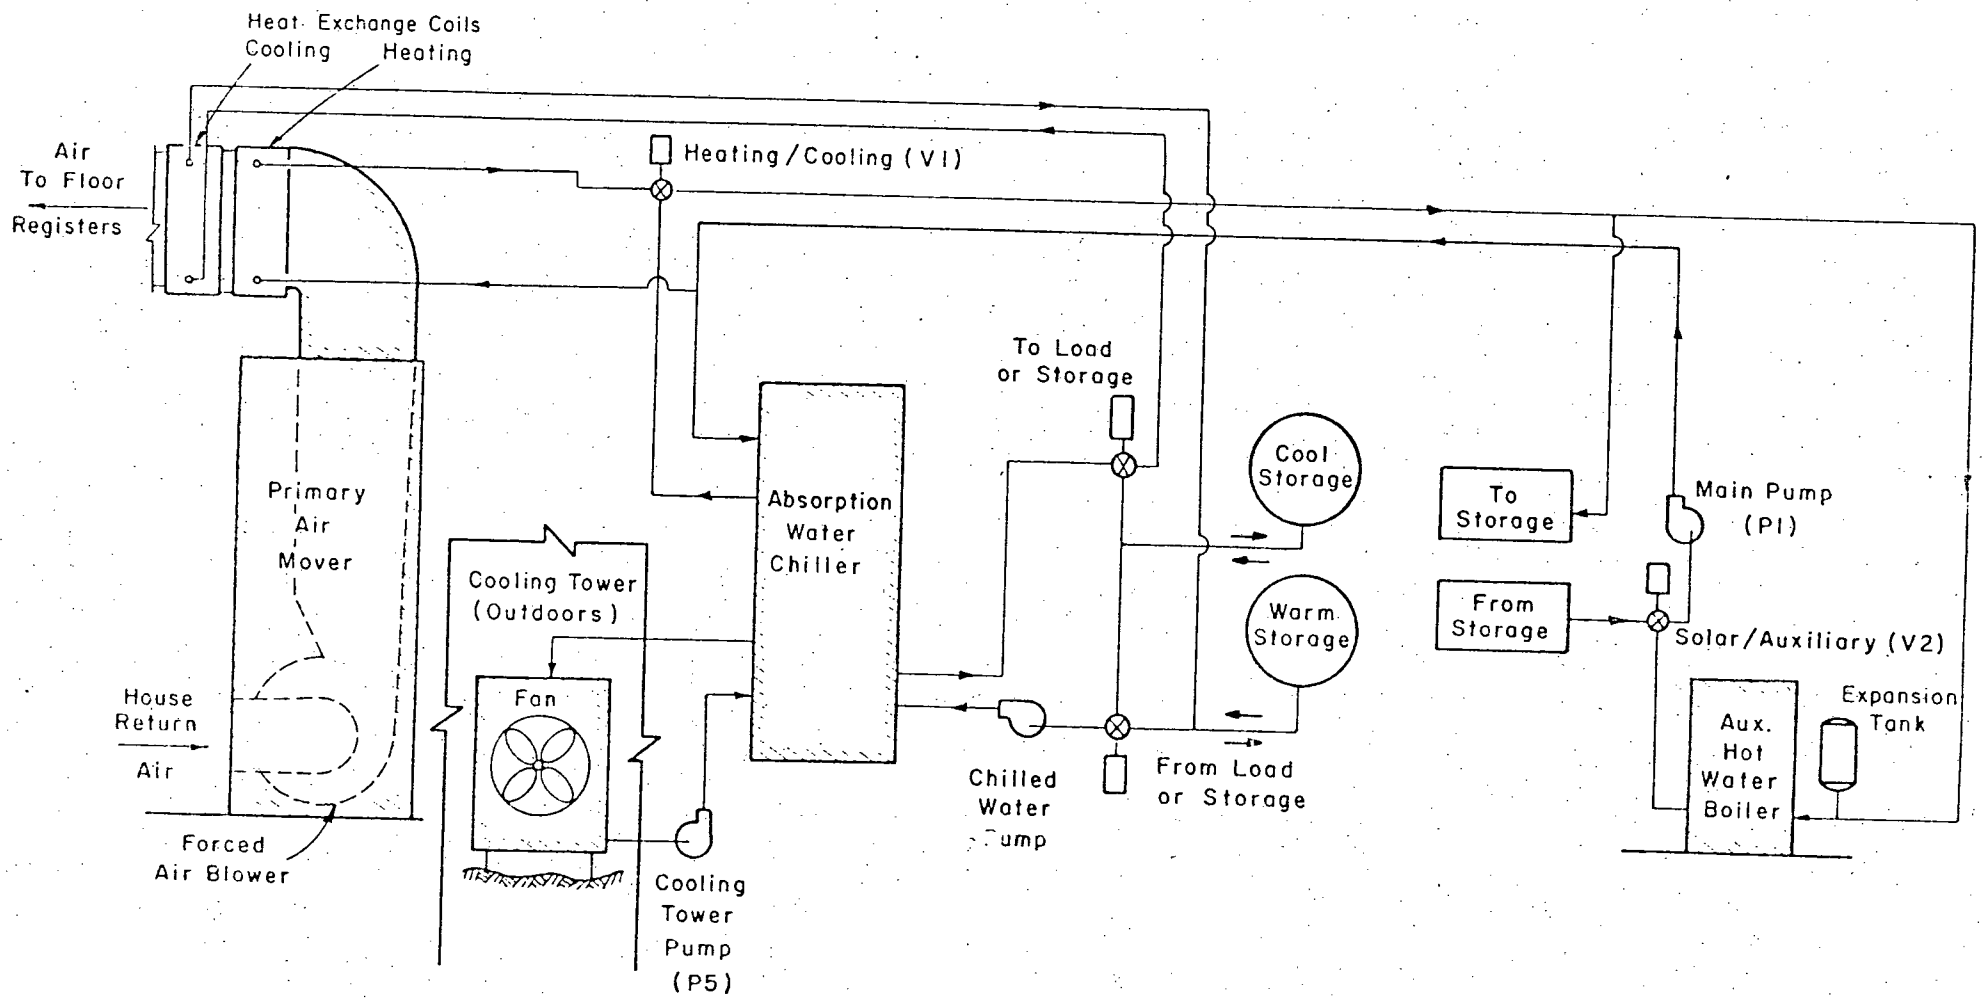 Heat Exchange Coils
Cooling Heating
Air
To Floor
Registers
Heating/Cooling (V1)
To Load
or Storage
Cool
Storage
Warm
Storage
To
Storage
From
Storage
Main Pump
(P1)
Solar/Auxiliary (V2)
Expansion
Tank
Aux.
Hot
Water
Boiler
Primary
Air
Mover
Absorption
Water
Chiller
Cooling Tower
(Outdoors)
Fan
House
Return
Air
Forced
Air Blower
Cooling
Tower
Pump
(P5)
Chilled
Water
Pump
From Load
or Storage